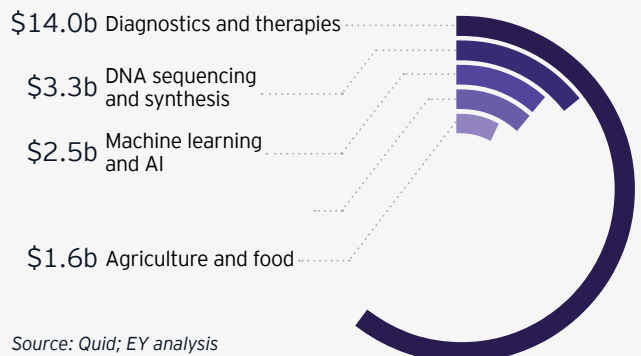 $14.0b Diagnostics and therapies
$3.3b DNA sequencing
and synthesis
$2.5b Machine learning
and AI
$1.6b Agriculture and food
Source: Quid; EY analysis